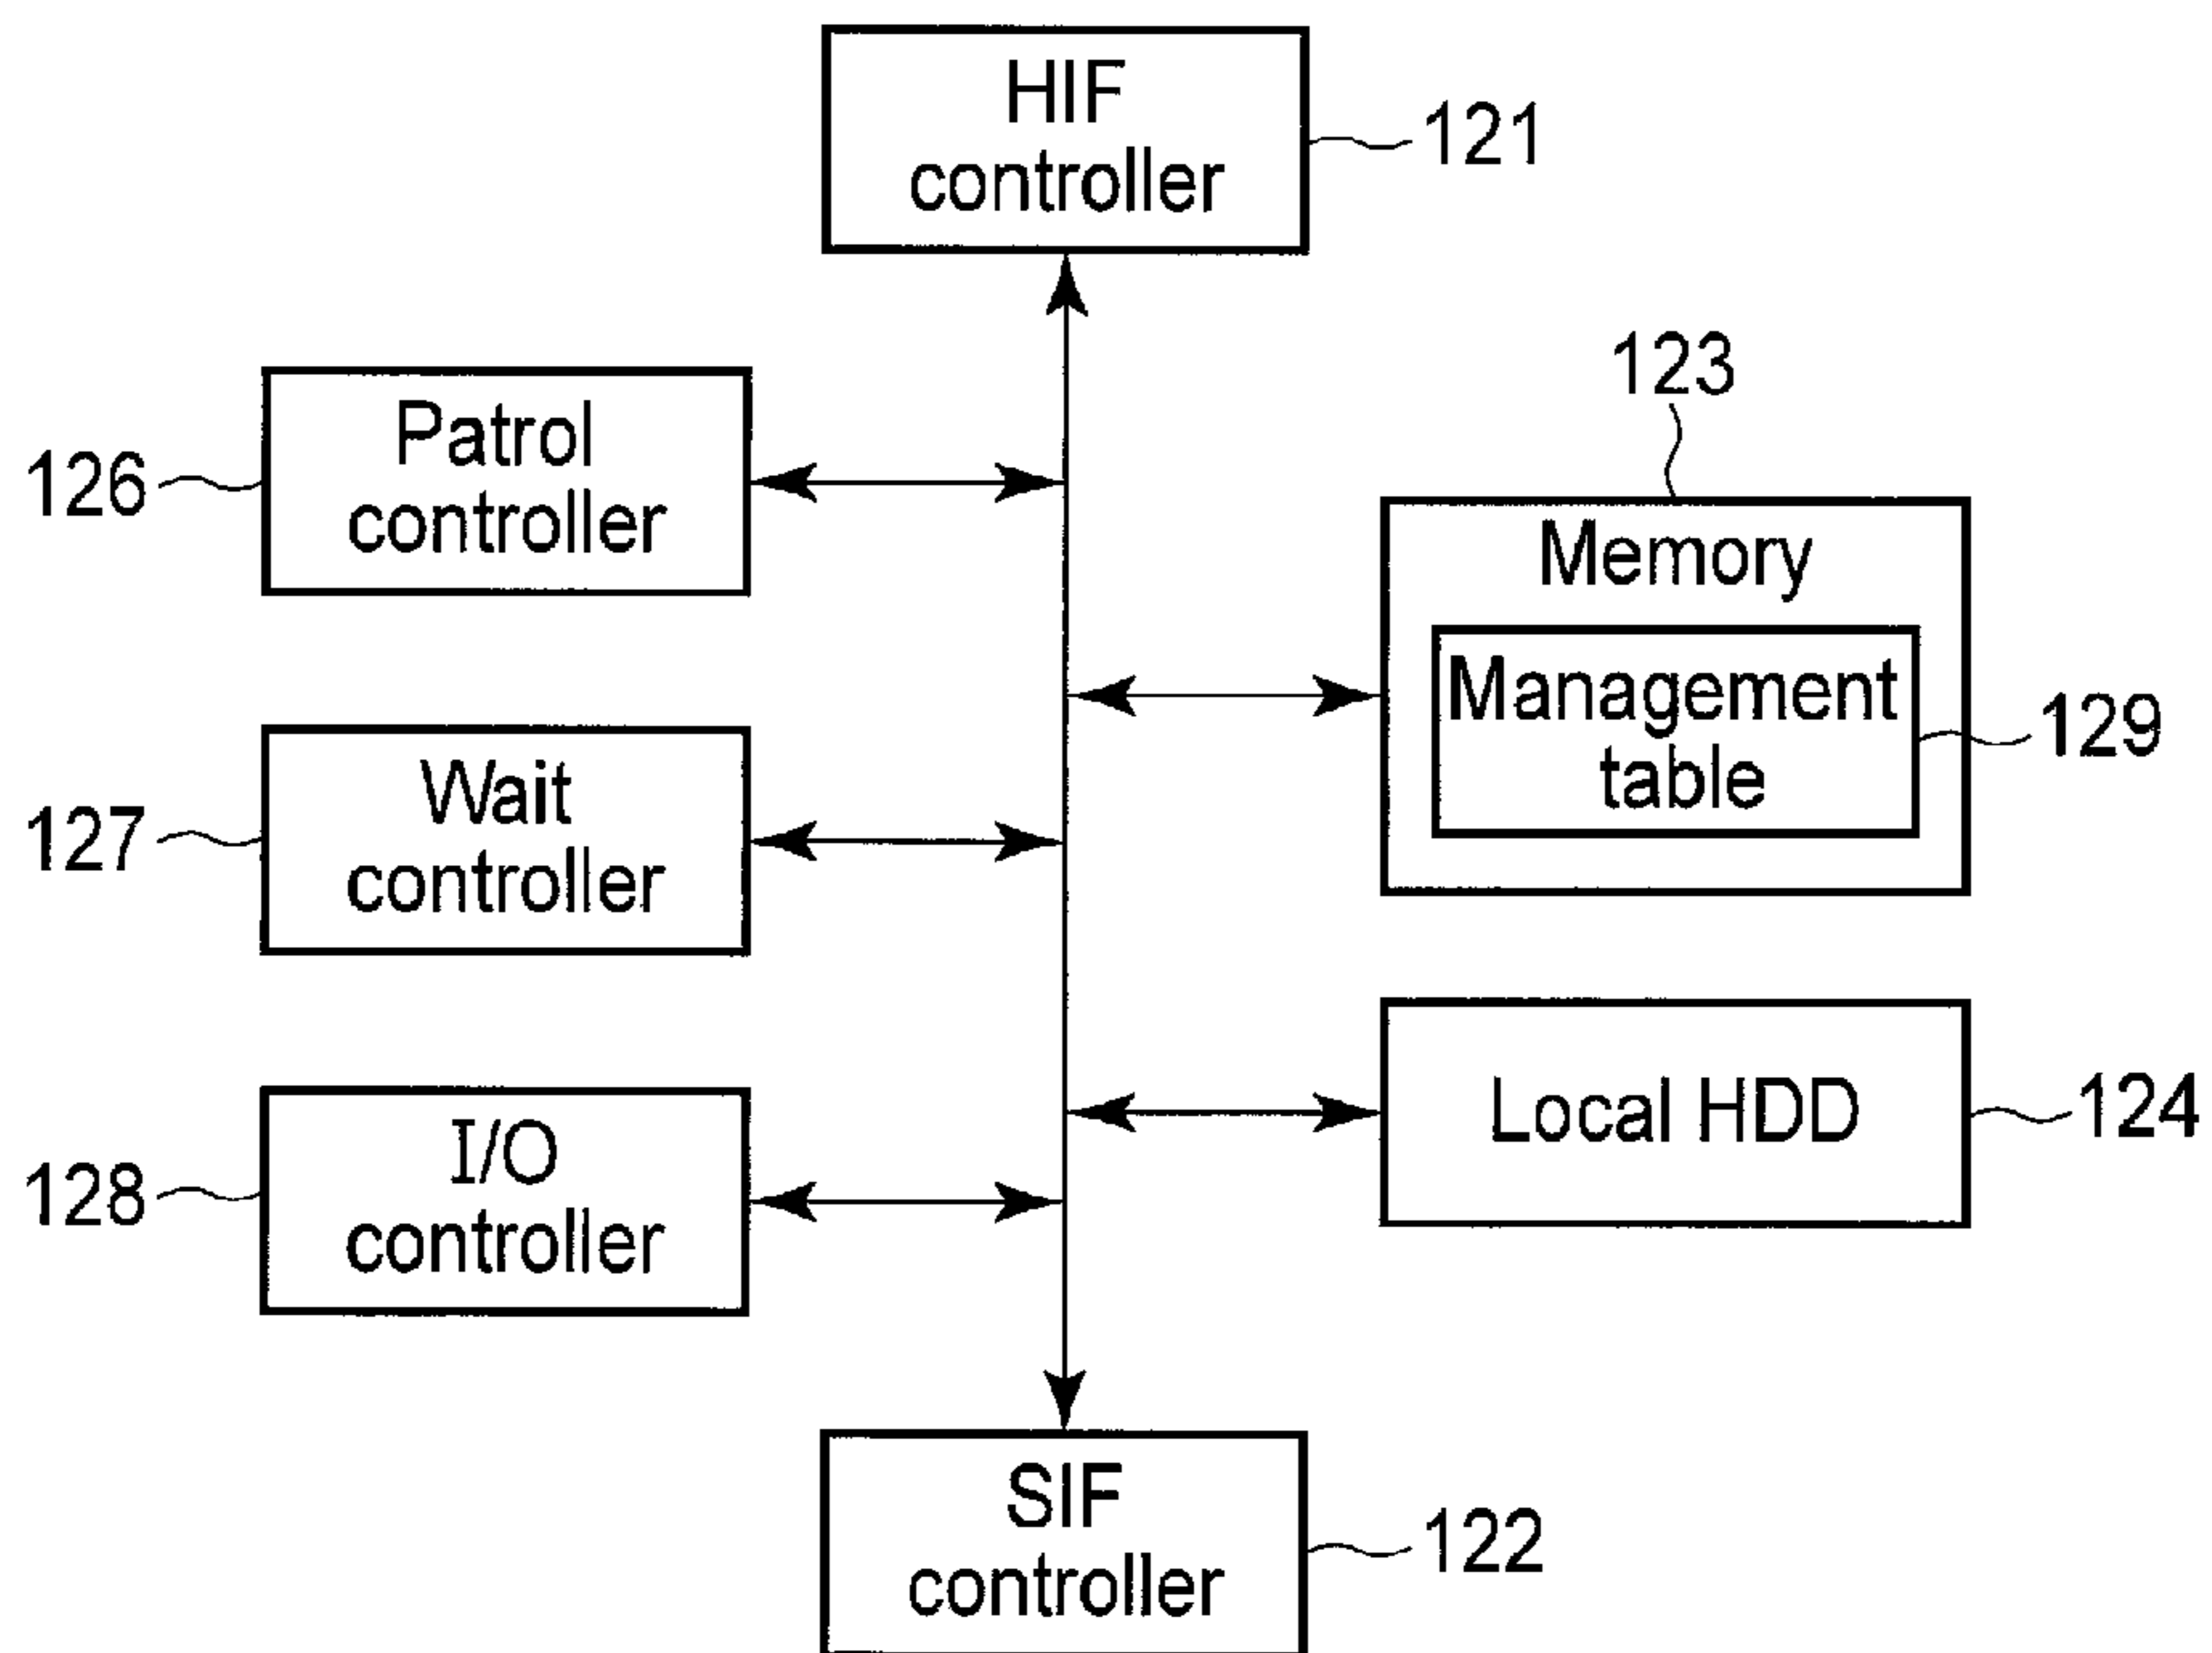 HIF
controller
121
123
Patrol
controller
126
Memory
Management
table
129
Wait
controller
127
Local HDD
124
I/O
controller
128
SIF
controller
122